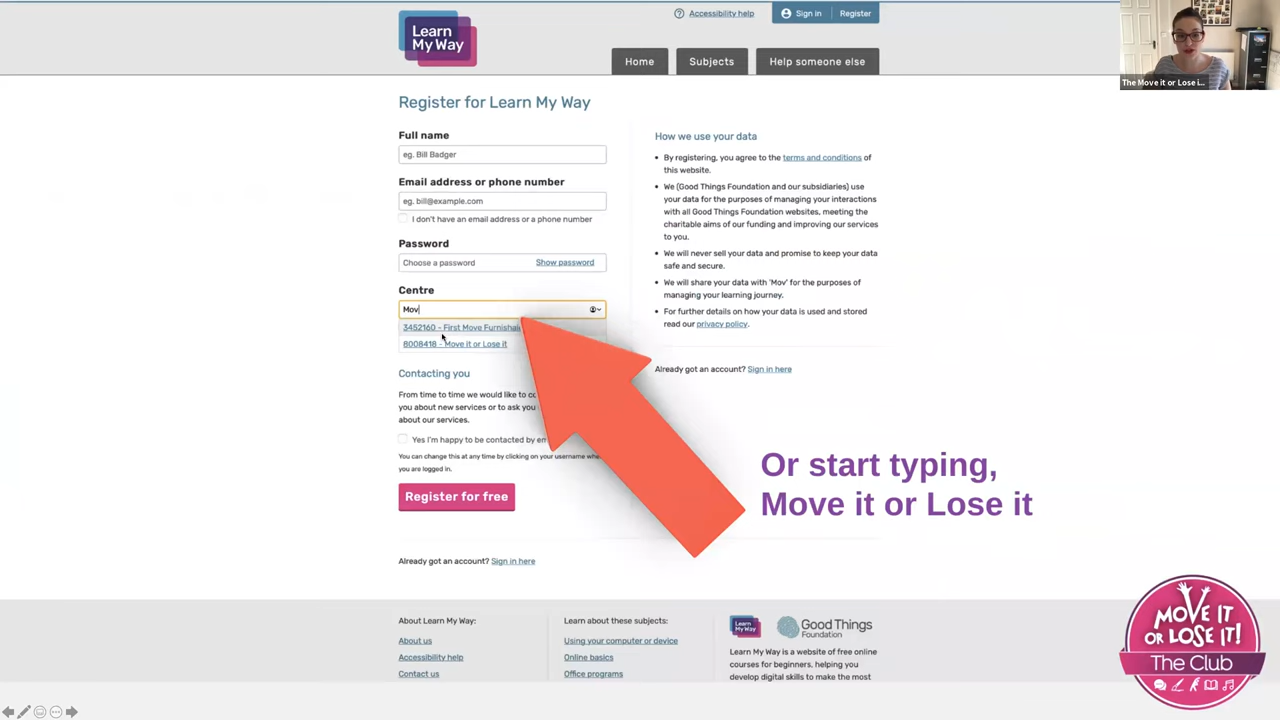 Learn
My Way
Accessibility help
Sign in
Register
Home
Subjects
Help someone else
The Move it or Lose i...
Register for Learn My Way
Full name
eg. Bill Badger
Email address or phone number
eg. bill@example.com
I don't have an email address or a phone number
Password
Choose a password
Show password
Centre
Mov
3452160 - First Move Furnishai
8008418 - Move it or Lose it
Contacting you
From time to time we would like to co
you about new services or to ask you
about our services.
Yes I'm happy to be contacted by em
You can change this at any time by clicking on your username whe
you are logged in.
Register for free
Already got an account? Sign in here
How we use your data
By registering, you agree to the terms and conditions of
this website.
We (Good Things Foundation and our subsidiaries) use
your data for the purposes of managing your interactions
with all Good Things Foundation websites, meeting the
charitable aims of our funding and improving our services
to you.
We will never sell your data and promise to keep your data
safe and secure.
We will share your data with 'Mov' for the purposes of
managing your learning journey.
For further details on how your data is used and stored
read our privacy policy.
Already got an account? Sign in here
Or start typing,
Move it or Lose it
About Learn My Way:
About us
Accessibility help
Contact us
Learn about these subjects:
Using your computer or device
Online basics
Office programs
Learn
My Way
Good Things
Foundation
Learn My Way is a website of free online
courses for beginners, helping you
develop digital skills to make the most
MOVE IT
OR LOSE IT!
The CLUB